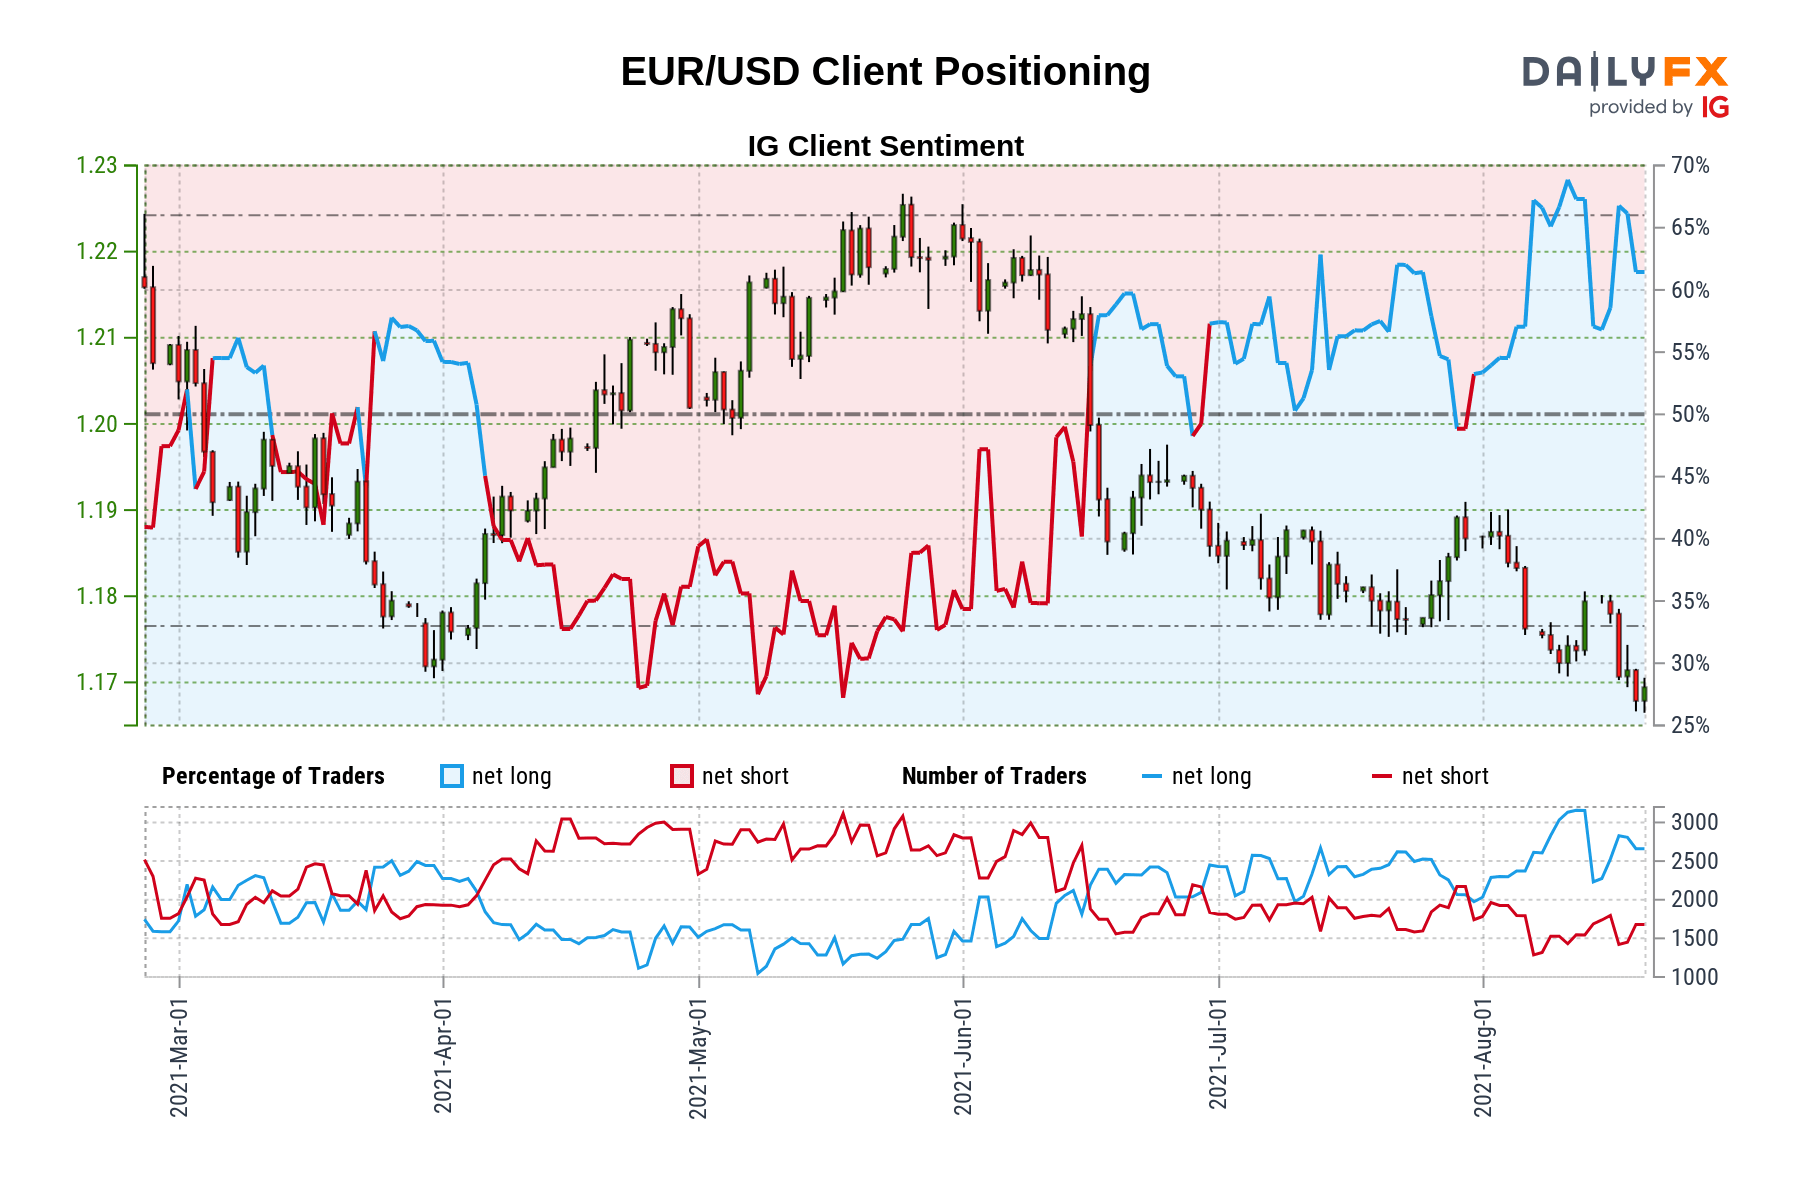 EUR/USD Client Positioning
DAILYFX
provided by IG
IG Client Sentiment
1.23
1.22
1.21
1.20
1.19
1.18
1.17
70%
65%
60%
55%
50%
45%
40%
35%
30%
25%
Percentage of Traders net long net short Number of Traders net long net short
3000
2500
2000
1500
1000
2021-Mar-01
2021-Apr-01
2021-May-01
2021-Jun-01
2021-Jul-01
2021-Aug-01